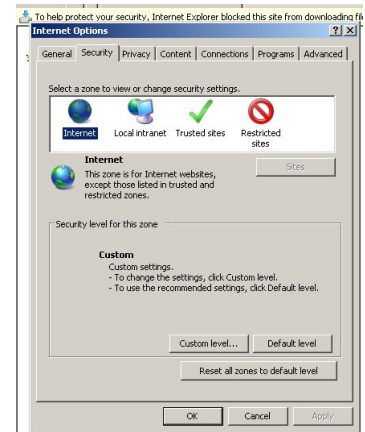 To help protect your security, Internet Explorer blocked this site from downloading
Internet Options
General Security Privacy Content Connections Programs Advanced
Select a zone to view or change security settings.
Internet Local intranet Trusted sites Restricted sites
Internet
Sites
This zone is for Internet websites,
except those listed in trusted and
restricted zones.
Security level for this zone
Custom
Custom settings.
- To change the settings, click Custom level.
- To use the recommended settings, click Default level.
Custom level... Default level
Reset all zones to default level
OK Cancel Apply